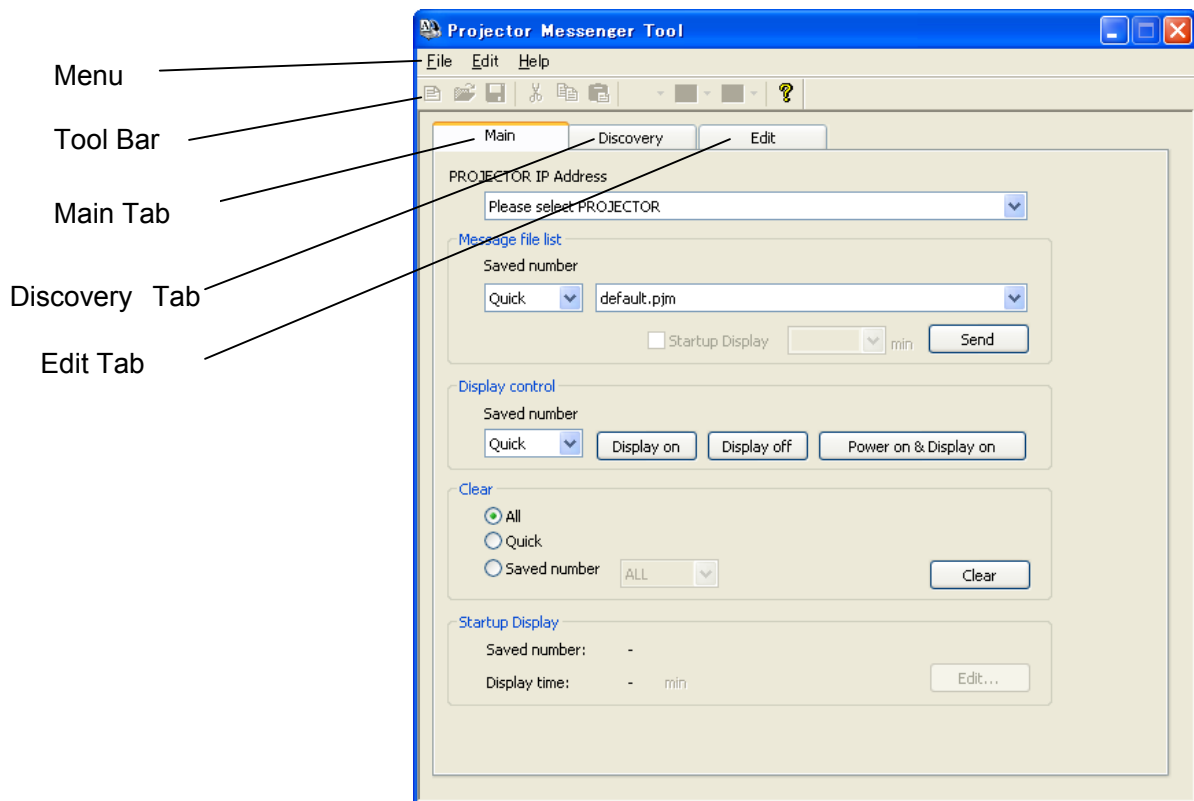 Projector Messenger Tool
File Edit Help
Menu
Tool Bar
Main Tab
Discovery Tab
Edit Tab
Main Discovery Edit
PROJECTOR IP Address
Please select PROJECTOR
Message file list
Saved number
Quick default.pjm
Startup Display min Send
Display control
Saved number
Quick Display on Display off Power on & Display on
Clear
All
Quick
Saved number ALL Clear
Startup Display
Saved number: -
Display time: - min Edit...